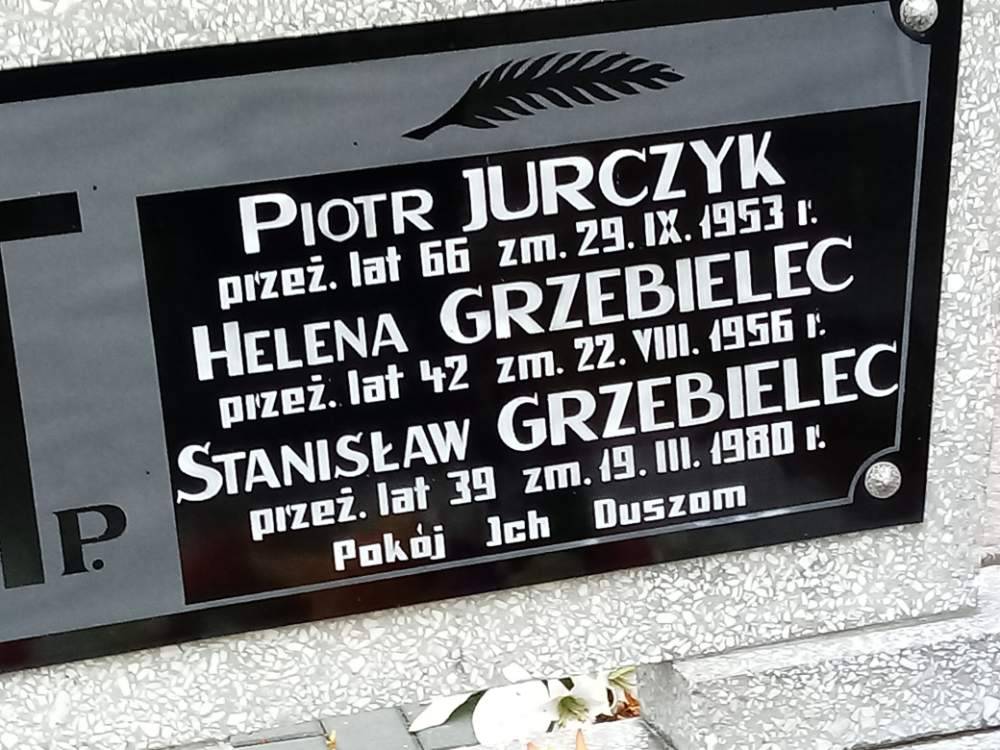 Piotr JURCZYK
przeż. lat 66 zm. 29. IX. 1953 r.
Helena GRZEBIELEC
przeż. lat 42 zm. 22. VIII. 1956 r.
Stanisław GRZEBIELEC
przeż. lat 39 zm. 19. III. 1980 r.
Pokój Ich Duszom
P.